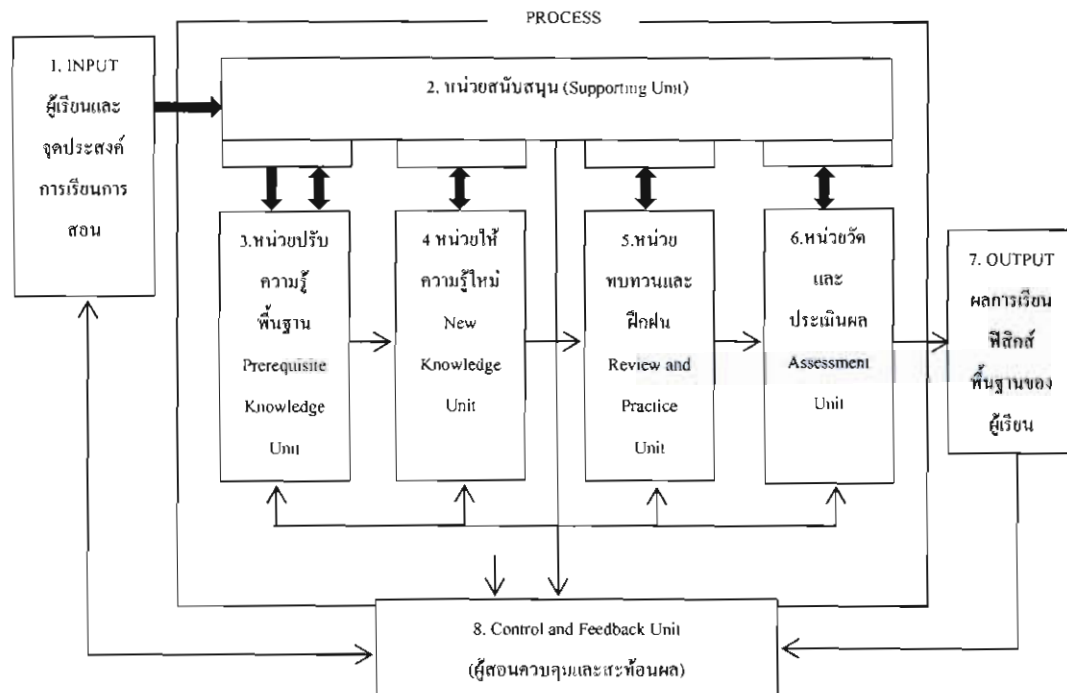 PROCESS
1. INPUT
ผู้เรียนและ
จุดประสงค์
การเรียนการ
สอน
2. หน่วยสนับสนุน (Supporting Unit)
3.หน่วยปรับ
ความรู้
พื้นฐาน
Prerequisite
Knowledge
Unit
4 หน่วยให้
ความรู้ใหม่
New
Knowledge
Unit
5.หน่วย
ทบทวนและ
ฝึกฝน
Review and
Practice
Unit
6.หน่วยวัด
และ
ประเมินผล
Assessment
Unit
7. OUTPUT
ผลการเรียน
ฟิสิกส์
พื้นฐานของ
ผู้เรียน
8. Control and Feedback Unit
(ผู้สอนควบคุมและสะท้อนผล)